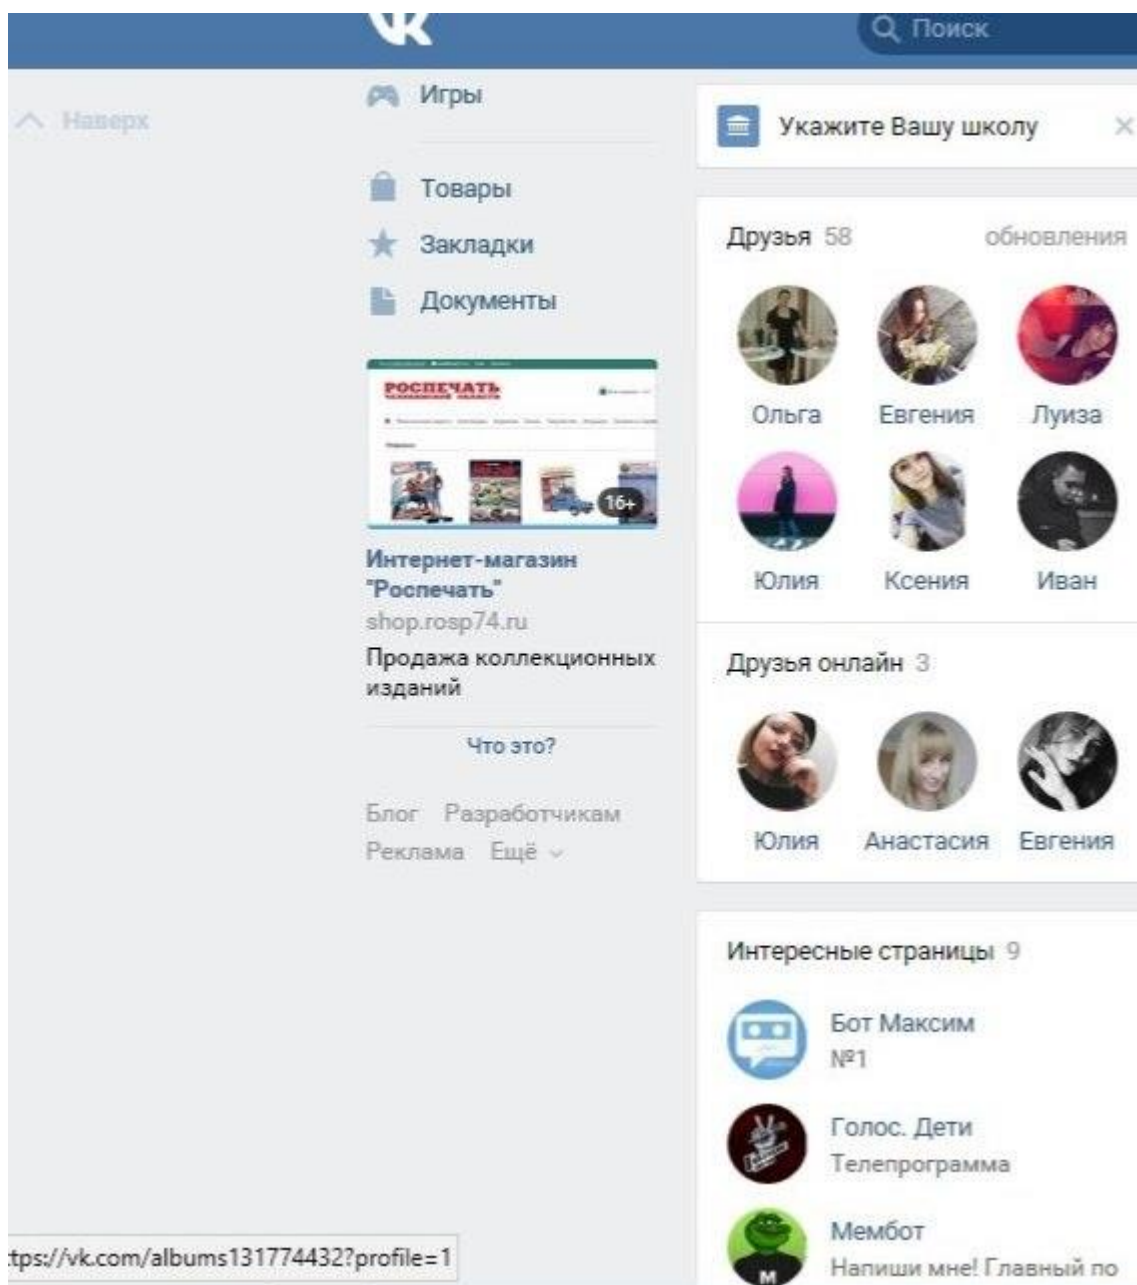 Поиск
Наверх
Игры
Товары
Закладки
Документы
РОСПЕЧАТЬ
16+
Интернет-магазин
"Роспечать"
shop.rosp74.ru
Продажа коллекционных
изданий
Что это?
Блог Разработчикам
Реклама Ещё
Укажите Вашу школу
Друзья 58 обновления
Ольга Евгения Луиза
Юлия Ксения Иван
Друзья онлайн 3
Юлия Анастасия Евгения
Интересные страницы 9
Бот Максим
№1
Голос. Дети
Телепрограмма
Мембот
Напиши мне! Главный по
М
tps://vk.com/albums131774432?profile=1